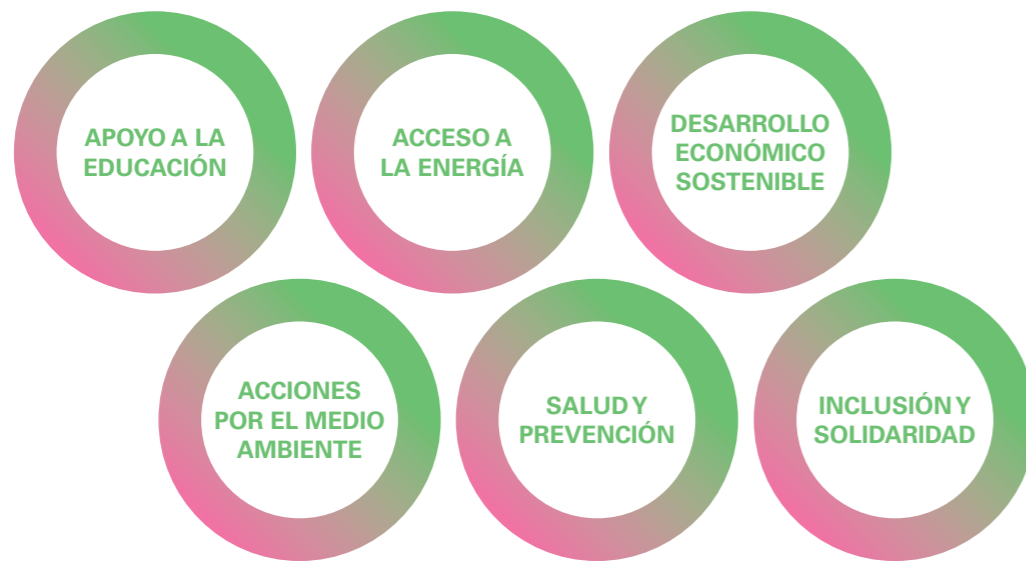 APOYO A LA
EDUCACIÓN
ACCESO A
LA ENERGÍA
DESARROLLO
ECONÓMICO
SOSTENIBLE
ACCIONES
POR EL MEDIO
AMBIENTE
SALUD Y
PREVENCIÓN
INCLUSIÓN Y
SOLIDARIDAD